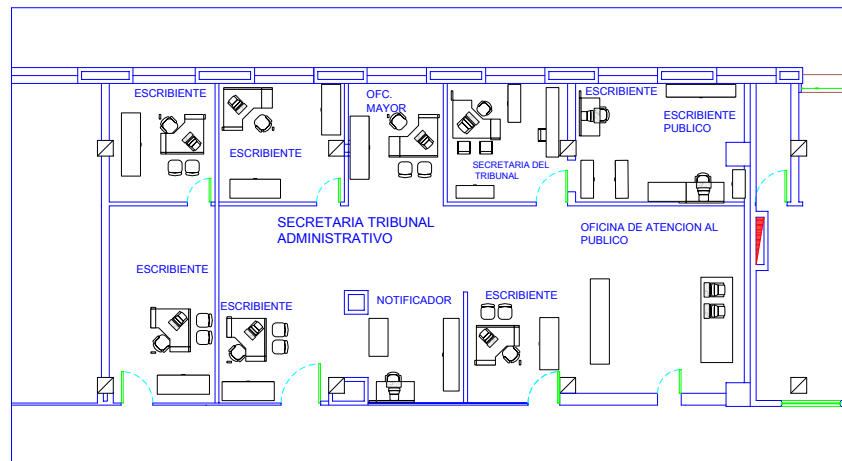 ESCRIBIENTE
OFC.
MAYOR
ESCRIBIENTE
ESCRIBIENTE
PUBLICO
ESCRIBIENTE
SECRETARIA DEL
TRIBUNAL
SECRETARIA TRIBUNAL
ADMINISTRATIVO
OFICINA DE ATENCION AL
PUBLICO
ESCRIBIENTE
ESCRIBIENTE
NOTIFICADOR
ESCRIBIENTE